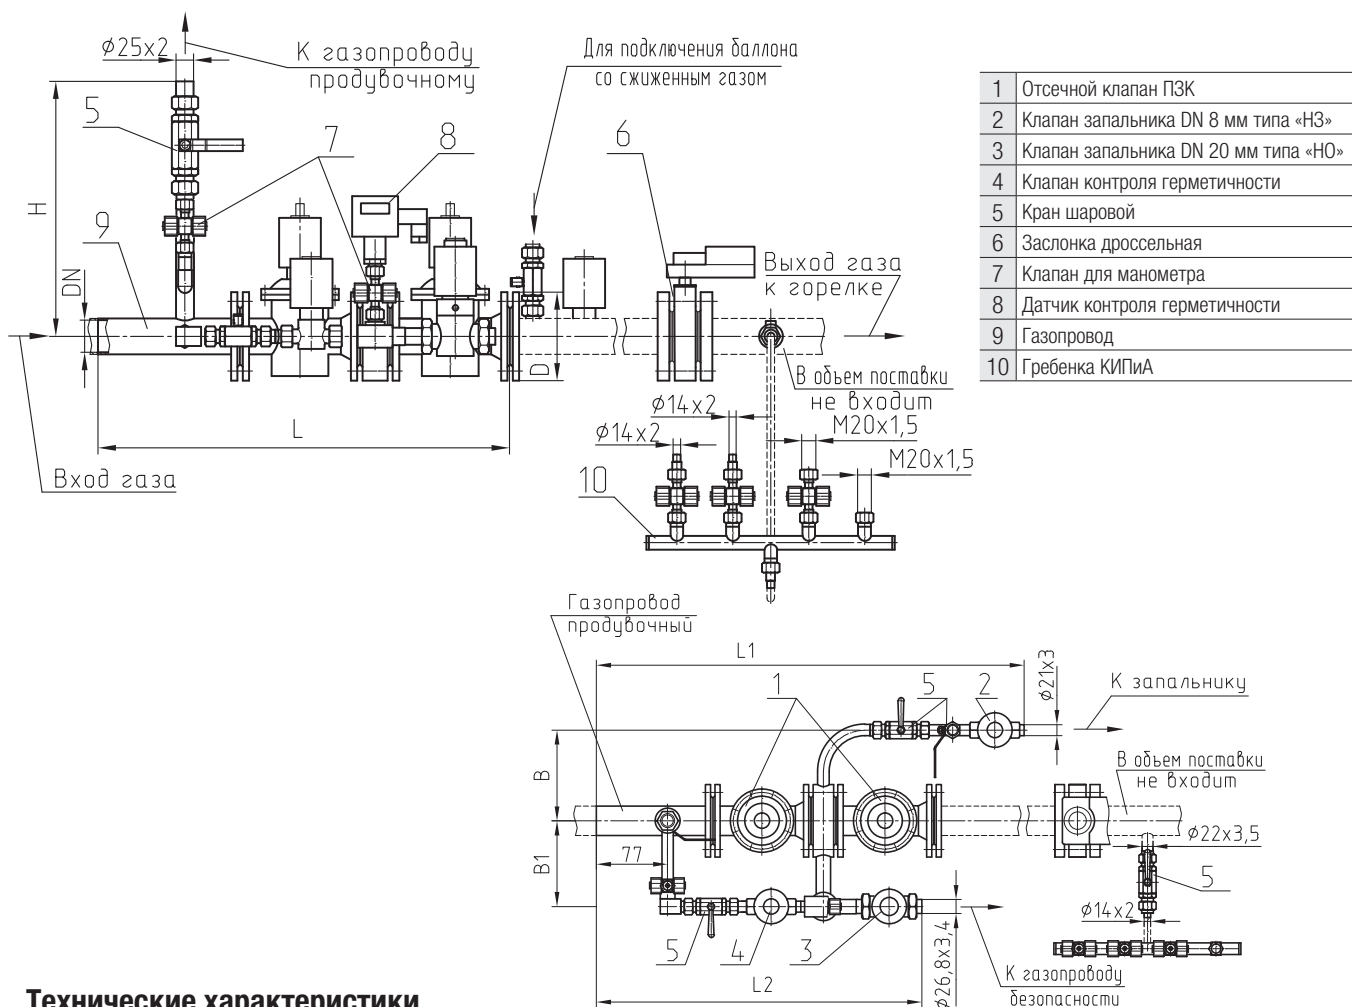 К газопроводу
продувочному
Ø25x2
5
7
8
H
9
DN
Для подключения баллона
со сжиженным газом
6
Выход газа
к горелке
D
В объем поставки
не входит
L
Вход газа
Ø14x2
Ø14x2
M20x1,5
M20x1,5
10
1 Отсечной клапан ПЗК
2 Клапан запальника DN 8 мм типа «НЗ»
3 Клапан запальника DN 20 мм типа «НО»
4 Клапан контроля герметичности
5 Кран шаровой
6 Заслонка дроссельная
7 Клапан для манометра
8 Датчик контроля герметичности
9 Газопровод
10 Гребенка КИПиА
Газопровод
продувочный
L1
1
5
2
Ø21x3
К запальнику
B
В объем поставки
не входит
Ø22x3,5
B1
77
5
Ø14x2
5
4
3
Ø26,8x3,4
L2
К газопроводу
безопасности
Технические характеристики